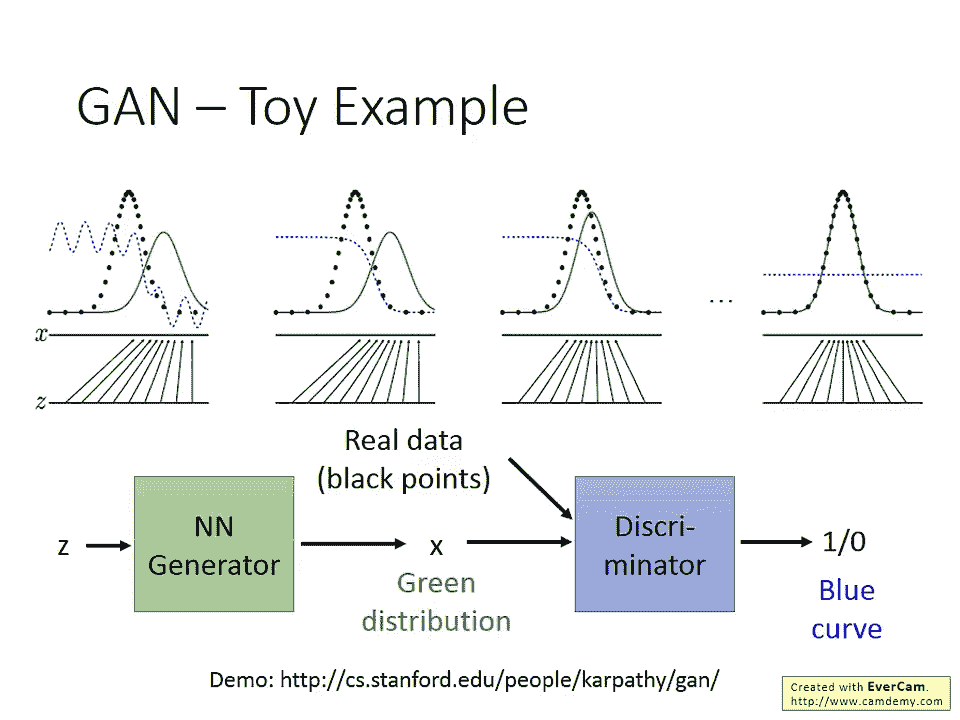 GAN – Toy Example
...
x
z
Real data
(black points)
z
NN
Generator
x
Green
distribution
Discri-
minator
1/0
Blue
curve
Demo: http://cs.stanford.edu/people/karpathy/gan/
Created with EverCam.
http://www.camdemy.com